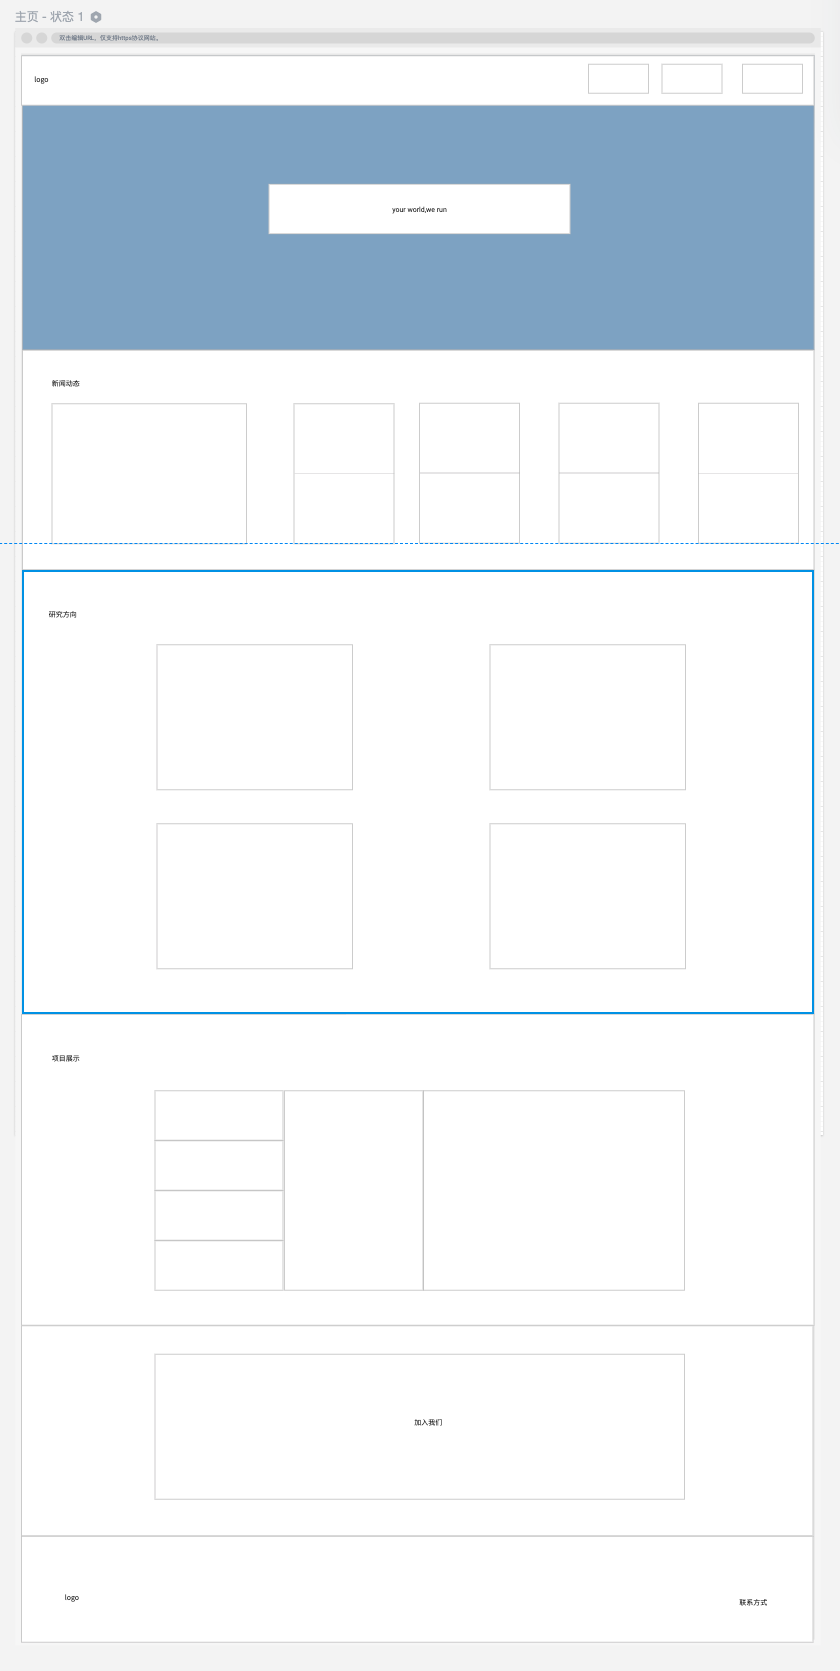 主页 - 状态 1
双击编辑URL，仅支持https协议网站。
logo
your world,we run
新闻动态
研究方向
项目展示
加入我们
logo
联系方式